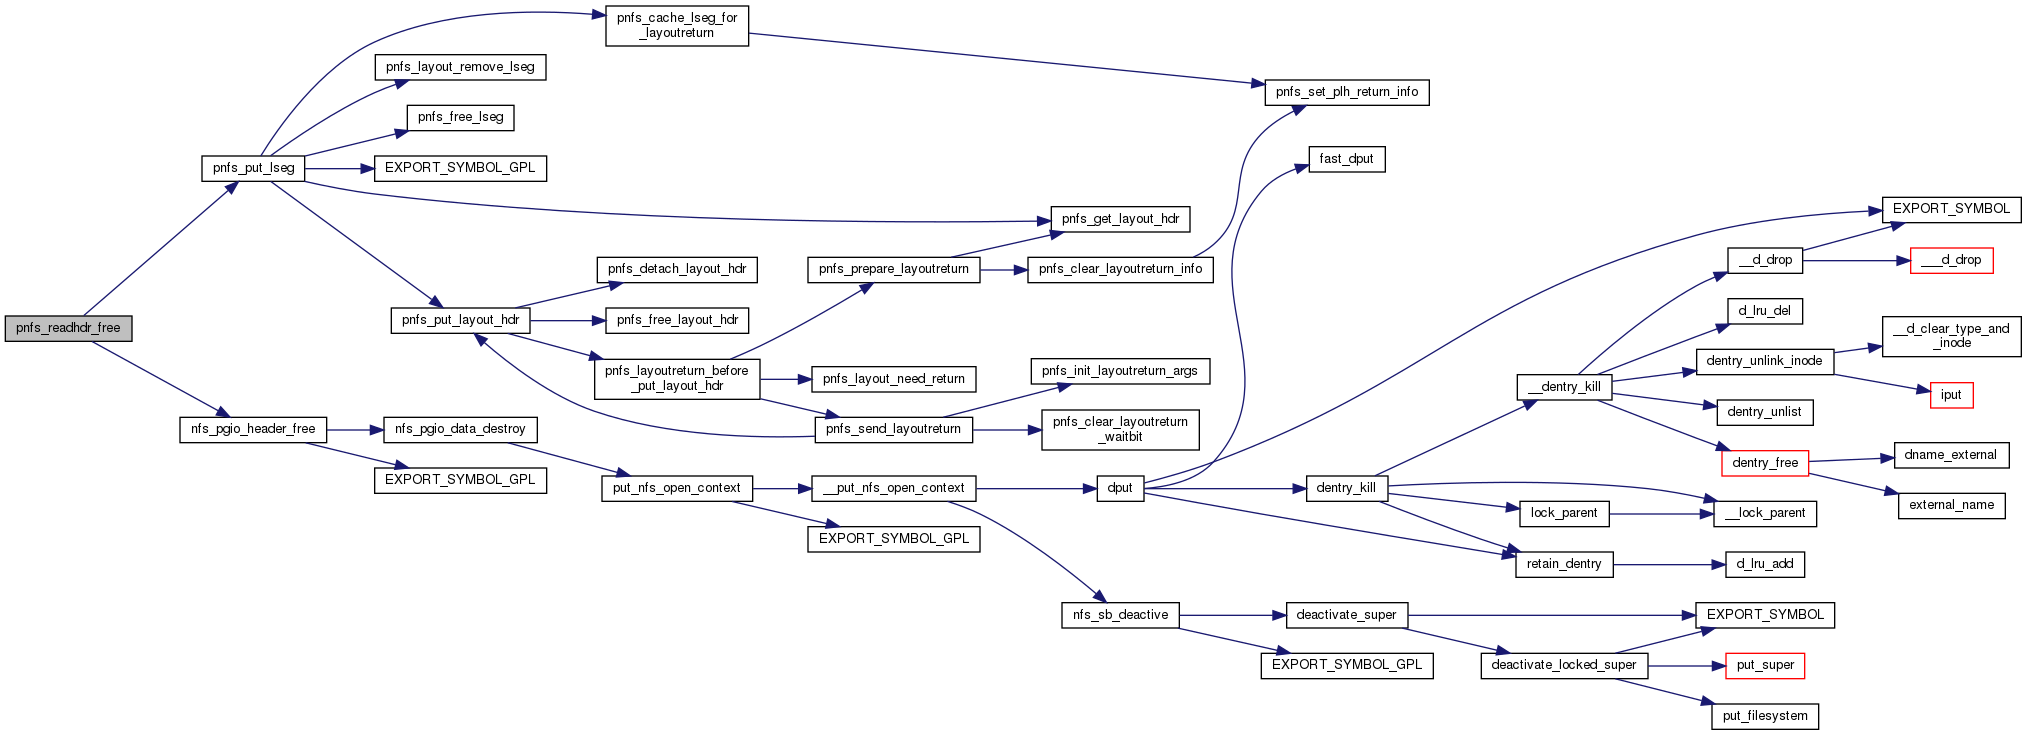 pnfs_readhdr_free
pnfs_put_lseg
nfs_pgio_header_free
pnfs_cache_lseg_for
_layoutreturn
pnfs_layout_remove_lseg
pnfs_free_lseg
EXPORT_SYMBOL_GPL
pnfs_put_layout_hdr
nfs_pgio_data_destroy
EXPORT_SYMBOL_GPL
pnfs_detach_layout_hdr
pnfs_free_layout_hdr
pnfs_layoutreturn_before
_put_layout_hdr
put_nfs_open_context
pnfs_prepare_layoutreturn
pnfs_layout_need_return
pnfs_send_layoutreturn
__put_nfs_open_context
EXPORT_SYMBOL_GPL
pnfs_get_layout_hdr
pnfs_clear_layoutreturn_info
pnfs_init_layoutreturn_args
pnfs_clear_layoutreturn
_waitbit
dput
nfs_sb_deactive
pnfs_set_plh_return_info
fast_dput
dentry_kill
deactivate_super
EXPORT_SYMBOL_GPL
__dentry_kill
lock_parent
retain_dentry
deactivate_locked_super
__d_drop
d_lru_del
dentry_unlink_inode
dentry_unlist
dentry_free
__lock_parent
d_lru_add
EXPORT_SYMBOL
put_super
put_filesystem
EXPORT_SYMBOL
___d_drop
__d_clear_type_and
_inode
iput
dname_external
external_name